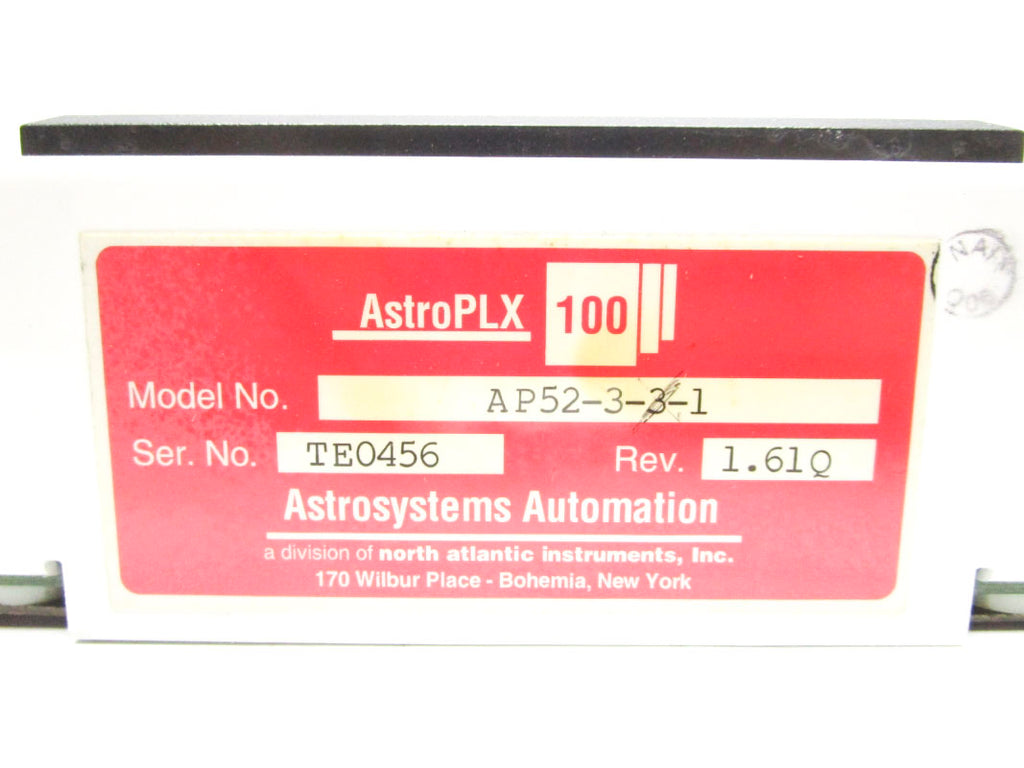 AstroPLX 100
Model No. AP52-3-3-1
Ser. No. TE0456 Rev. 1.61Q
Astrosystems Automation
a division of north atlantic instruments, Inc.
170 Wilbur Place - Bohemia, New York